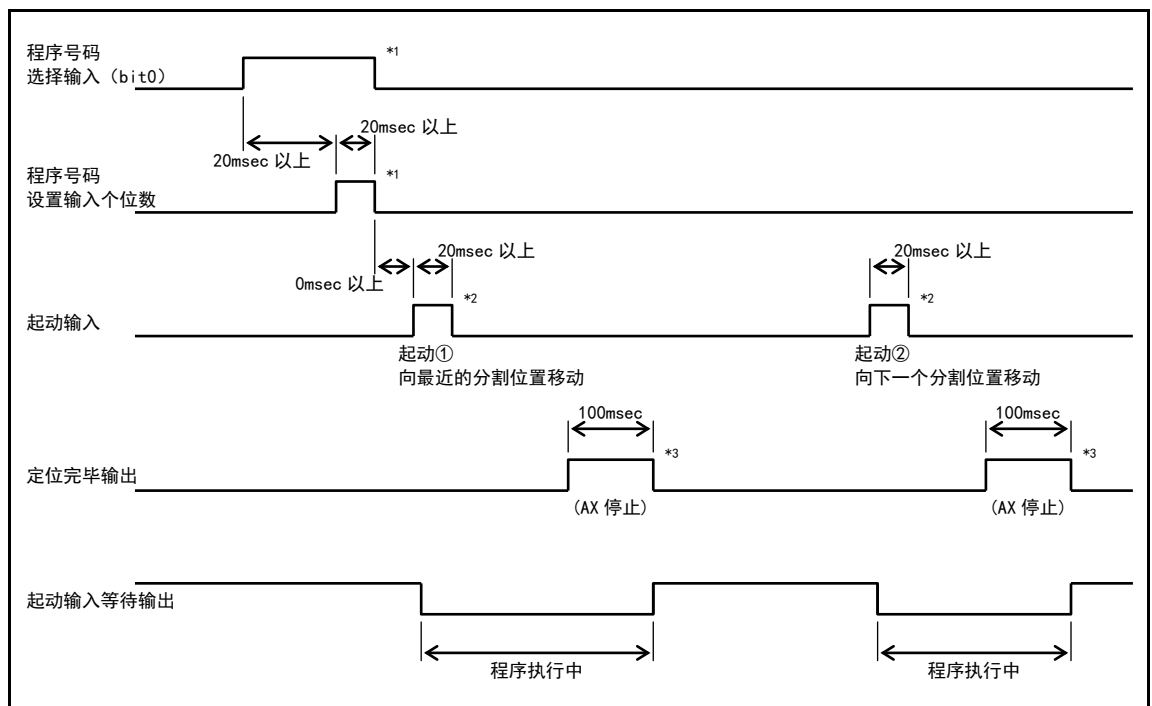 程序号码
选择输入（bit0）
*1
20msec 以上
20msec 以上
程序号码
设置输入个位数
*1
20msec 以上
0msec 以上
20msec 以上
*2
*2
起动输入
起动①
向最近的分割位置移动
起动②
向下一个分割位置移动
100msec
100msec
*3
*3
定位完毕输出
(AX 停止)
(AX 停止)
起动输入等待输出
程序执行中
程序执行中